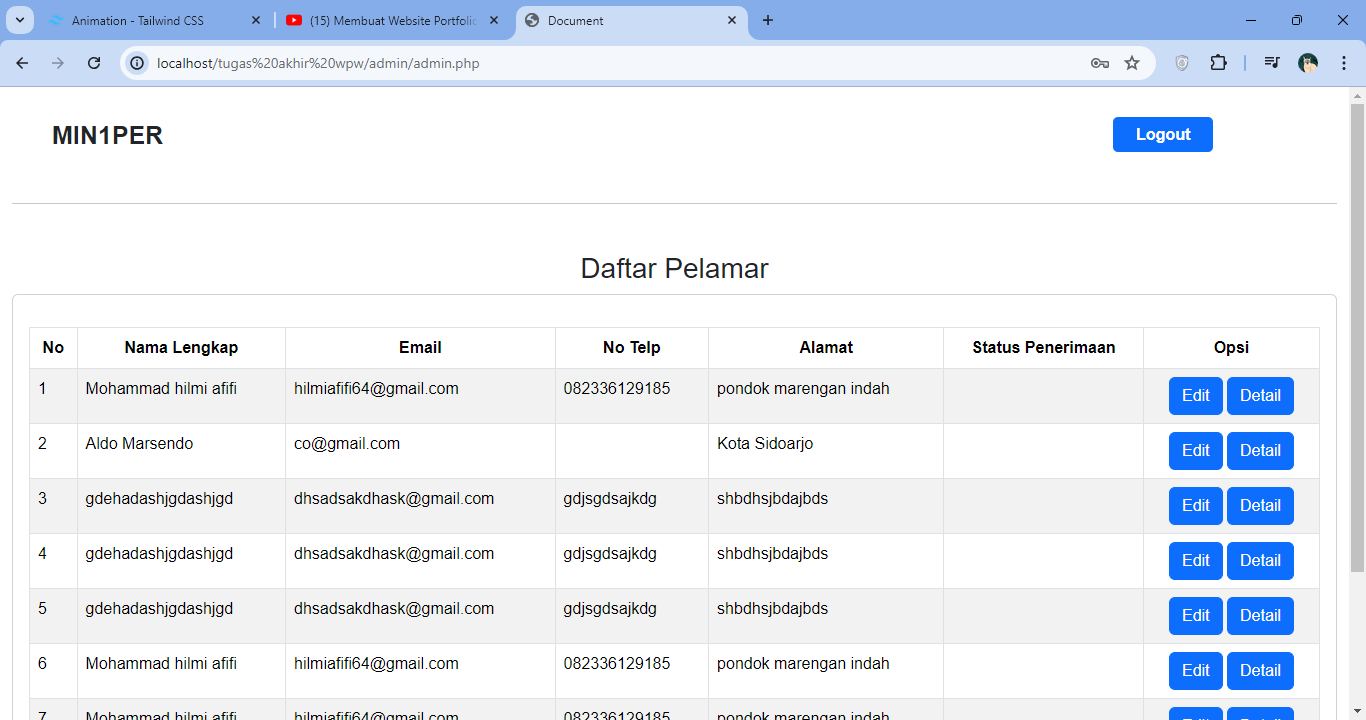 Animation - Tailwind CSS
(15) Membuat Website Portfolio
Document
localhost/tugas%20akhir%20wpw/admin/admin.php
MIN1PER
Logout
Daftar Pelamar
No Nama Lengkap Email No Telp Alamat Status Penerimaan Opsi
1 Mohammad hilmi afifi hilmiafifi64@gmail.com 082336129185 pondok marengan indah Edit Detail
2 Aldo Marsendo co@gmail.com Kota Sidoarjo Edit Detail
3 gdehadashjgdashjgd dhsadsakdhask@gmail.com gdjsgdsajkdg shbdhsjbdajbds Edit Detail
4 gdehadashjgdashjgd dhsadsakdhask@gmail.com gdjsgdsajkdg shbdhsjbdajbds Edit Detail
5 gdehadashjgdashjgd dhsadsakdhask@gmail.com gdjsgdsajkdg shbdhsjbdajbds Edit Detail
6 Mohammad hilmi afifi hilmiafifi64@gmail.com 082336129185 pondok marengan indah Edit Detail
7 Mohammad hilmi afifi hilmiafifi64@gmail.com 082336129185 pondok marengan indah Edit Detail